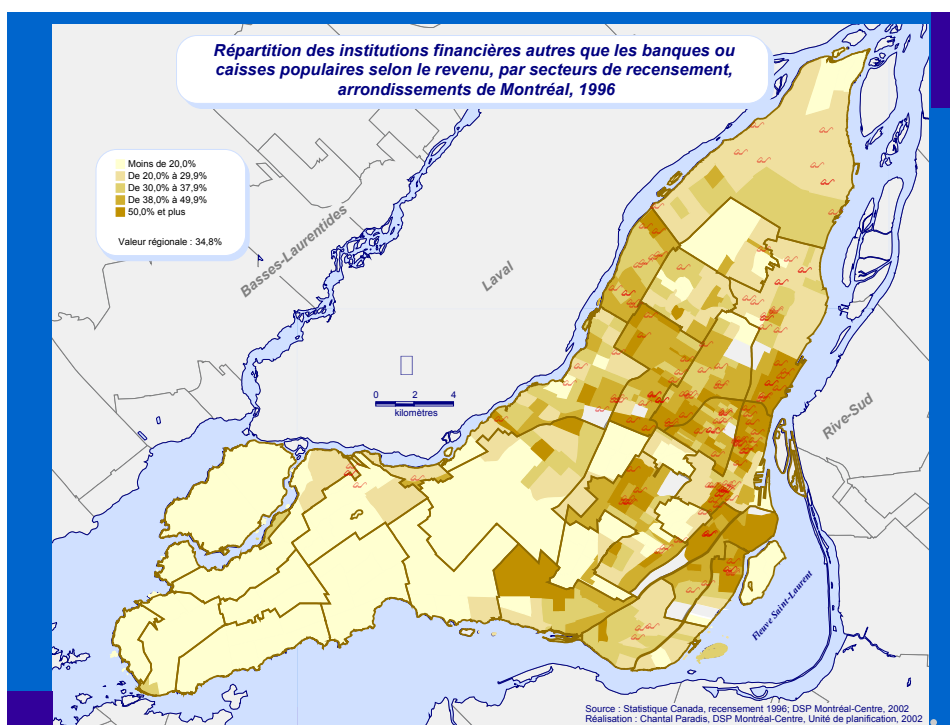 Répartition des institutions financières autres que les banques ou
caisses populaires selon le revenu, par secteurs de recensement,
arrondissements de Montréal, 1996
Moins de 20,0%
De 20,0% à 29,9%
De 30,0% à 37,9%
De 38,0% à 49,9%
50,0% et plus
Valeur régionale : 34,8%
Basses-Laurentides
Laval
0 2 4
kilomètres
Rive-Sud
Fleuve Saint-Laurent
Source : Statistique Canada, recensement 1996; DSP Montréal-Centre, 2002
Réalisation : Chantal Paradis, DSP Montréal-Centre, Unité de planification, 2002